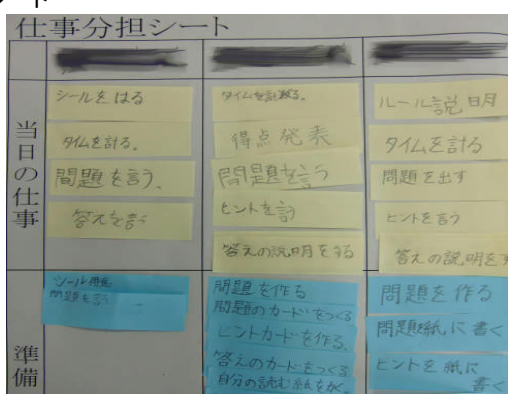 仕事分担シート
当日の仕事
シールをはる
タイムを計る。
問題を言う。
答えを言う
タイムを計る。
得点発表
問題を言う
ヒントを言う
答えの説明をする
ルール説明
タイムを計る
問題を出す
ヒントを言う
答えの説明をす
準備
シール
問題を言う
問題を作る
問題のカードをつくる
ヒントカードを作る。
答えのカードをつくる
自分の読む紙をかく。
問題を作る
問題紙に書く
ヒントを紙に
書く